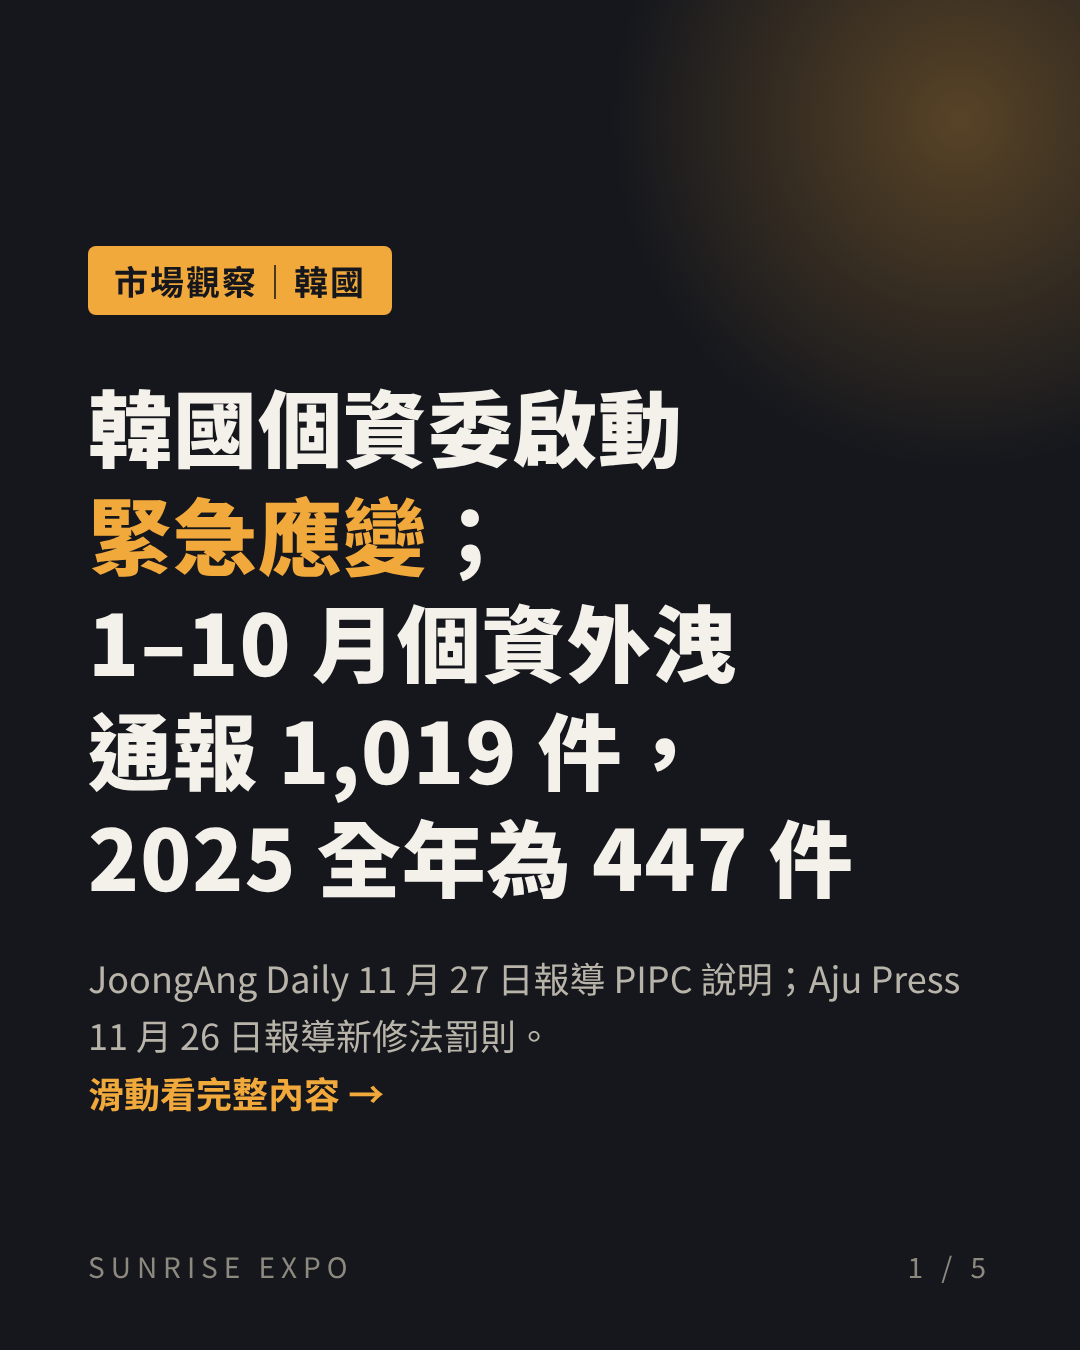 市場觀察｜韓國
韓國個資委啟動
緊急應變；
1–10 月個資外洩
通報 1,019 件，
2025 全年為 447 件
JoongAng Daily 11 月 27 日報導 PIPC 說明；Aju Press
11 月 26 日報導新修法罰則。
滑動看完整內容 →
SUNRISE EXPO
1 / 5